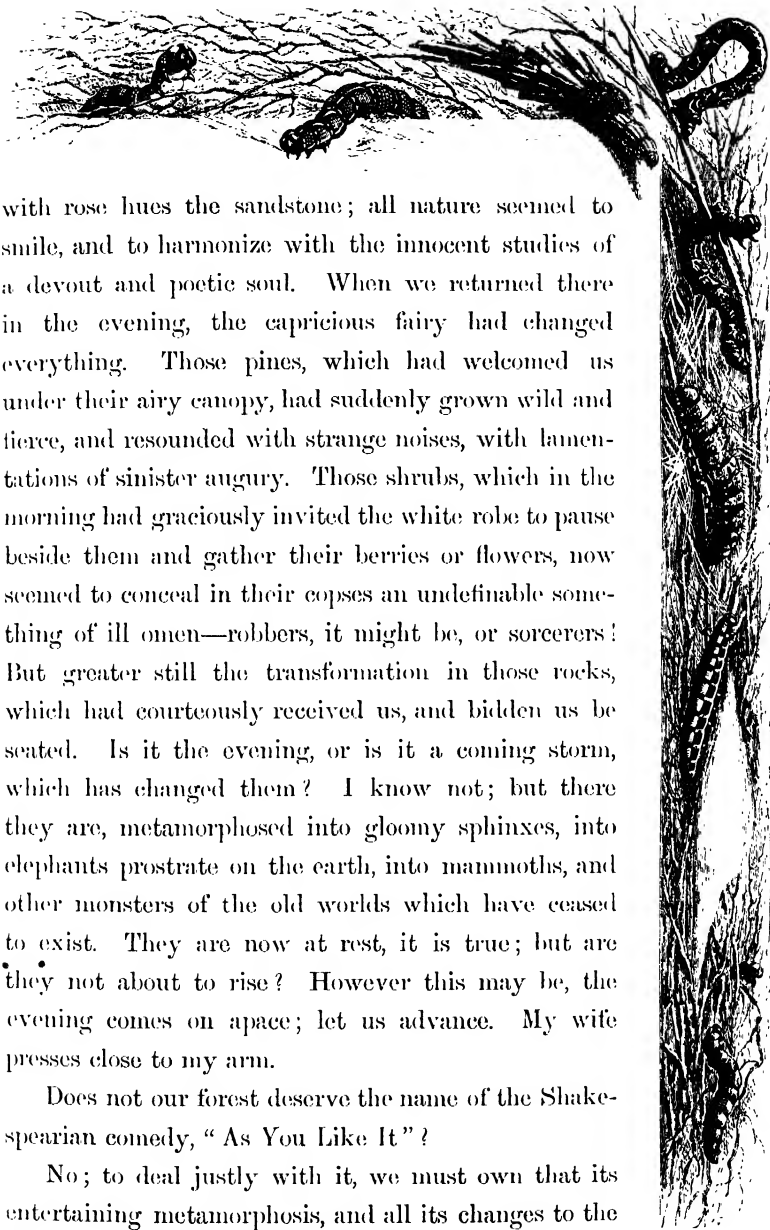 with rose hues the sandstone; all nature seemed to
smile, and to harmonize with the innocent studies of
a devout and poetic soul. When we returned there
in the evening, the capricious fairy had changed
everything. Those pines, which had welcomed us
under their airy canopy, had suddenly grown wild and
fierce, and resounded with strange noises, with lamen-
tations of sinister augury. Those shrubs, which in the
morning had graciously invited the white robe to pause
beside them and gather their berries or flowers, now
seemed to conceal in their copses an undefinable some-
thing of ill omen—robbers, it might be, or sorcerers!
But greater still the transformation in those rocks,
which had courteously received us, and bidden us be
seated. Is it the evening, or is it a coming storm,
which has changed them? I know not; but there
they are, metamorphosed into gloomy sphinxes, into
elephants prostrate on the earth, into mammoths, and
other monsters of the old worlds which have ceased
to exist. They are now at rest, it is true; but are
they not about to rise? However this may be, the
evening comes on apace; let us advance. My wife
presses close to my arm.
Does not our forest deserve the name of the Shake-
spearian comedy, "As You Like It"?
No; to deal justly with it, we must own that its
entertaining metamorphosis, and all its changes to the